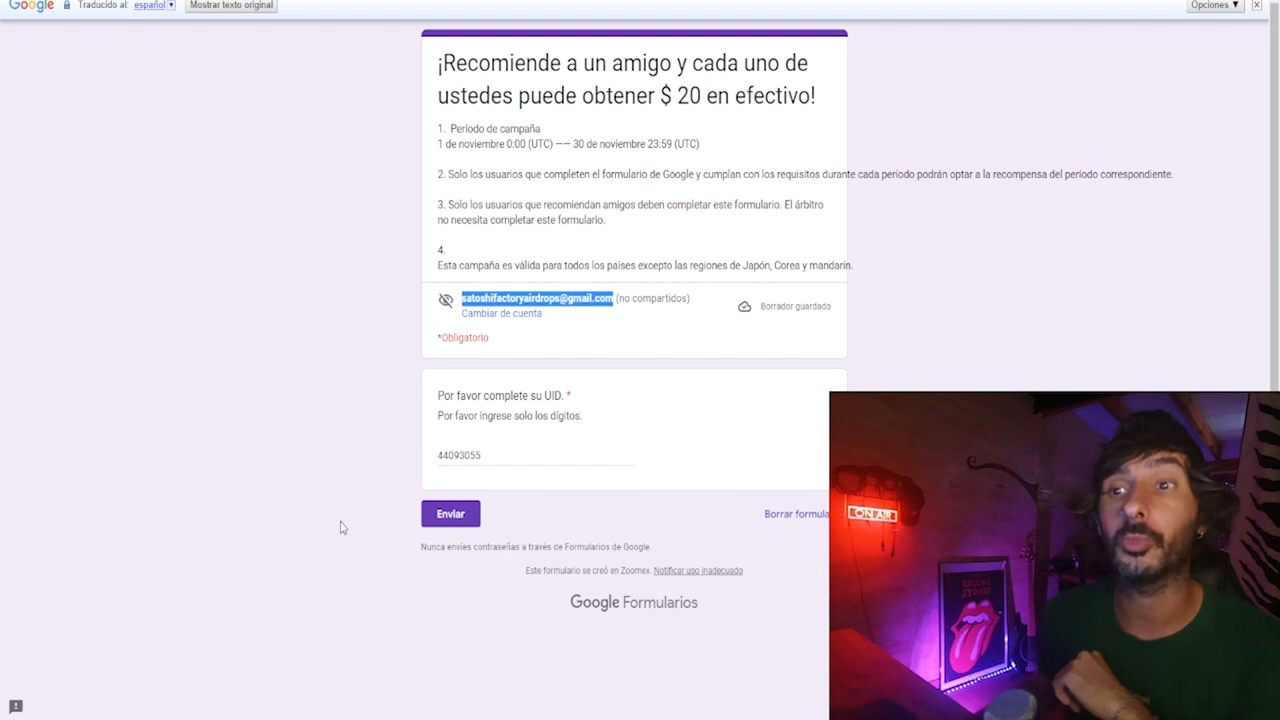 Google Traducido al: español ▼ Mostrar texto original Opciones ▼
¡Recomiende a un amigo y cada uno de
ustedes puede obtener $ 20 en efectivo!
1. Período de campaña
1 de noviembre 0:00 (UTC) —— 30 de noviembre 23:59 (UTC)
2. Solo los usuarios que completen el formulario de Google y cumplan con los requisitos durante cada período podrán optar a la recompensa del período correspondiente.
3. Solo los usuarios que recomiendan amigos deben completar este formulario. El árbitro
no necesita completar este formulario.
4.
Esta campaña es válida para todos los países excepto las regiones de Japón, Corea y mandarín.
satoshifactoryairdrops@gmail.com (no compartidos)
Cambiar de cuenta
Borrador guardado
*Obligatorio
Por favor complete su UID. *
Por favor ingrese solo los dígitos.
44093055
Enviar
Borrar formula
Nunca envíes contraseñas a través de Formularios de Google.
Este formulario se creó en Zoomex. Notificar uso inadecuado
Google Formularios
ON AIR
ROLLING
STONES